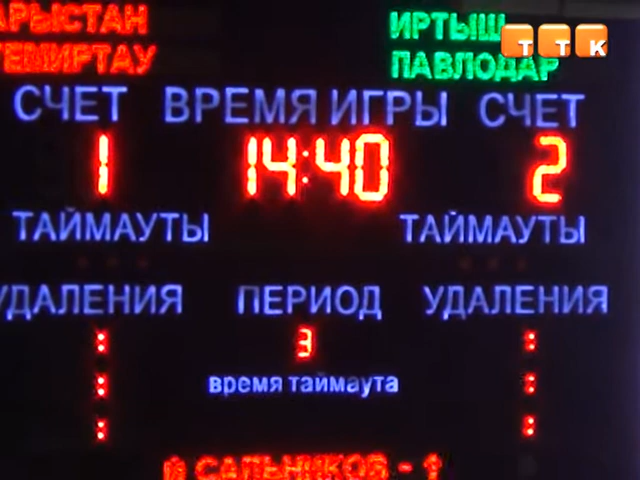 АРЫСТАН ИРТЫШ ТТК
ТЕМИРТАУ ПАВЛОДАР
СЧЕТ ВРЕМЯ ИГРЫ СЧЕТ
1 14:40 2
ТАЙМАУТЫ ТАЙМАУТЫ
УДАЛЕНИЯ ПЕРИОД УДАЛЕНИЯ
: 3 :
: время таймаута :
: :
САЛЬНИКОВ - 1